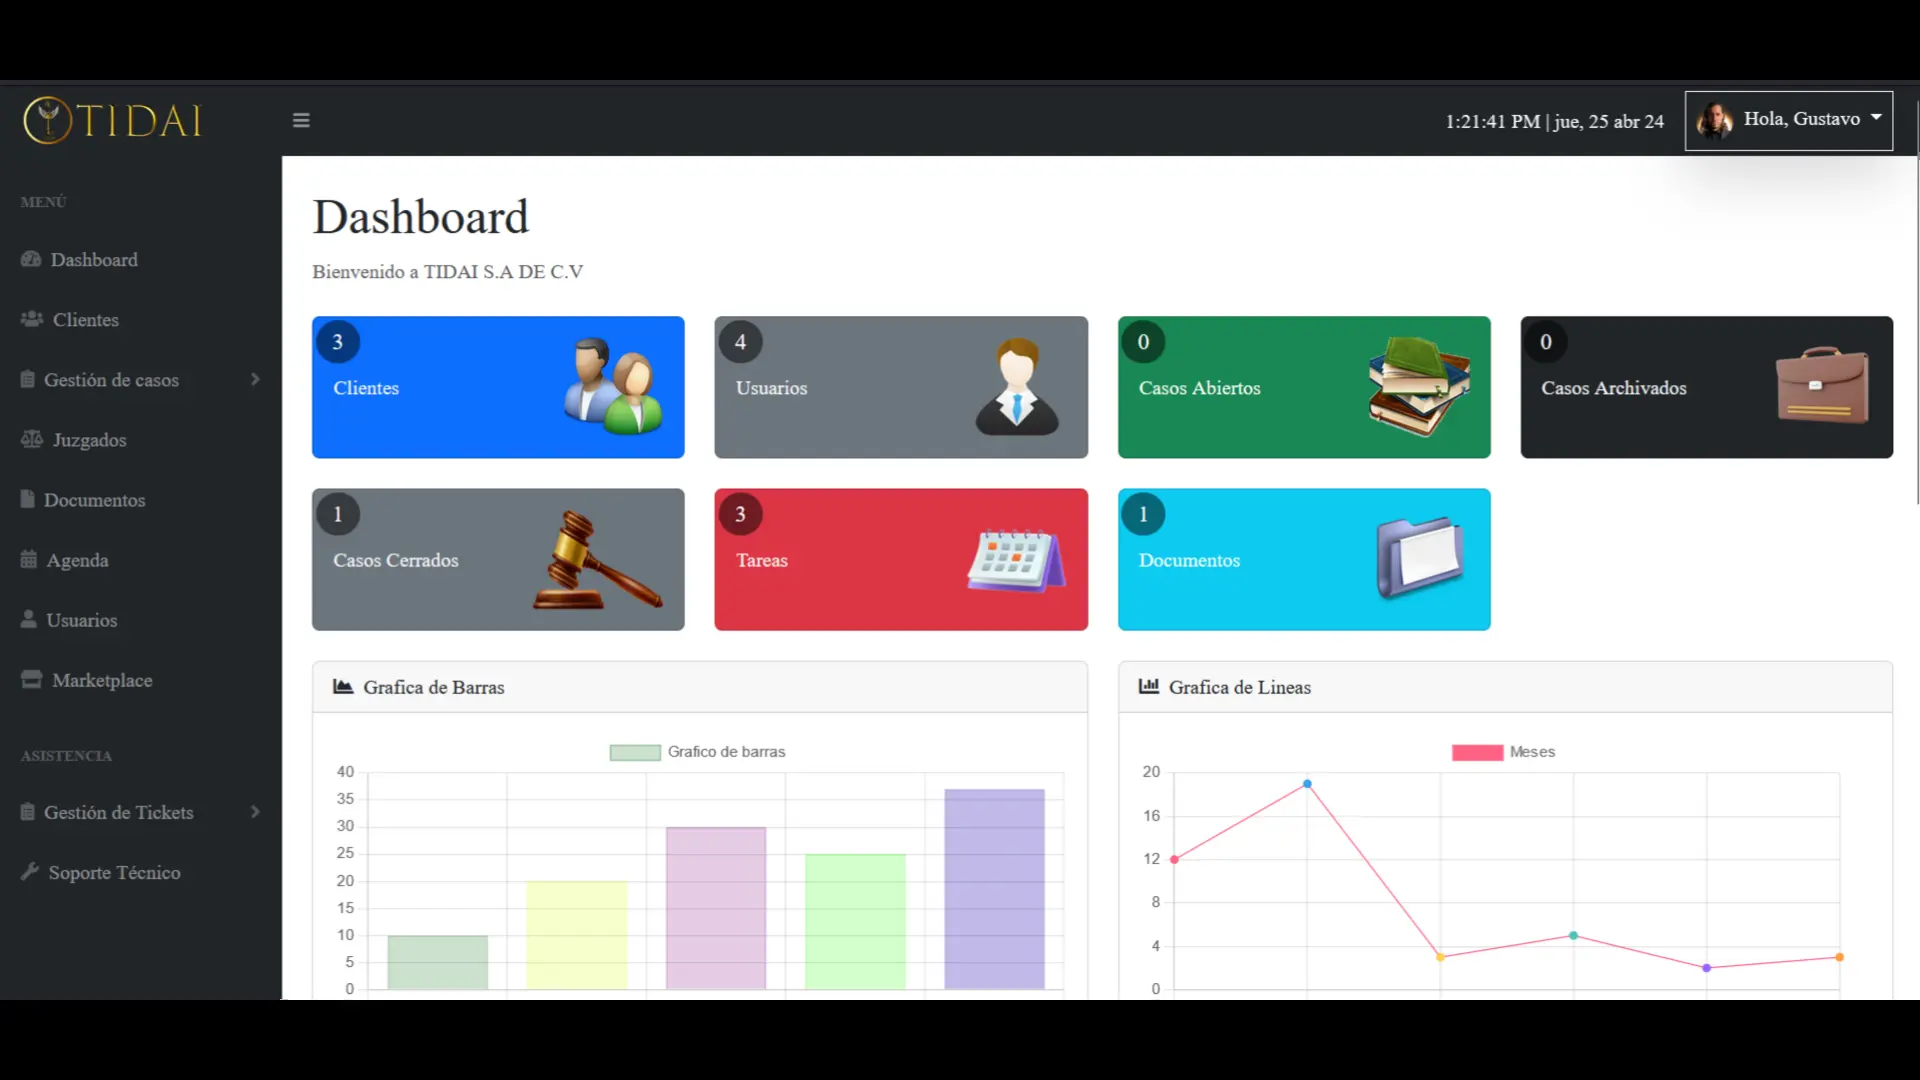 TIDAI
1:21:41 PM | jue, 25 abr 24
Hola, Gustavo
MENÚ
Dashboard
Clientes
Gestión de casos
Juzgados
Documentos
Agenda
Usuarios
Marketplace
ASISTENCIA
Gestión de Tickets
Soporte Técnico
Dashboard
Bienvenido a TIDAI S.A DE C.V
3
Clientes
4
Usuarios
0
Casos Abiertos
0
Casos Archivados
1
Casos Cerrados
3
Tareas
1
Documentos
Grafica de Barras
Grafico de barras
40
35
30
25
20
15
10
5
0
Grafica de Lineas
Meses
20
16
12
8
4
0